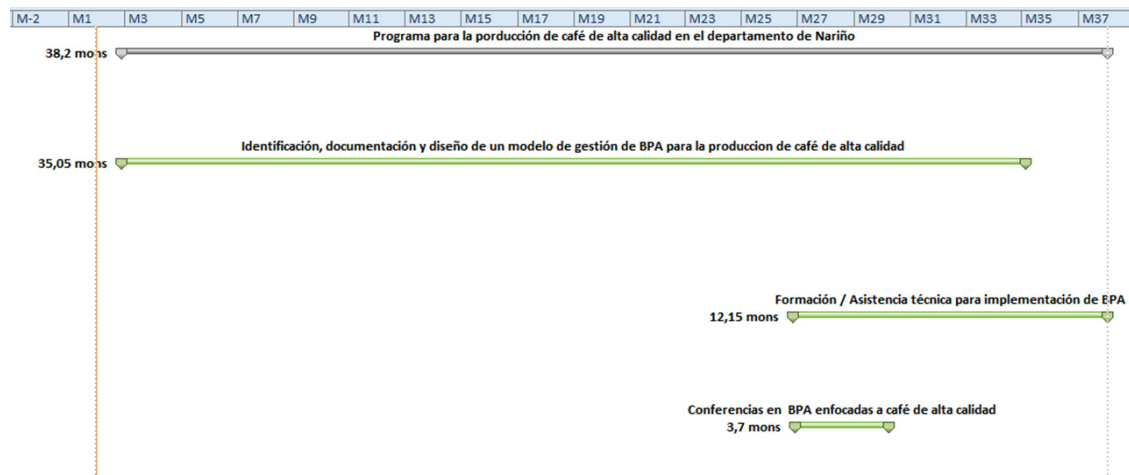 M-2 M1 M3 M5 M7 M9 M11 M13 M15 M17 M19 M21 M23 M25 M27 M29 M31 M33 M35 M37
Programa para la porducción de café de alta calidad en el departamento de Nariño
38,2 mons
Identificación, documentación y diseño de un modelo de gestión de BPA para la produccion de café de alta calidad
35,05 mons
Formación / Asistencia técnica para implementación de BPA
12,15 mons
Conferencias en BPA enfocadas a café de alta calidad
3,7 mons